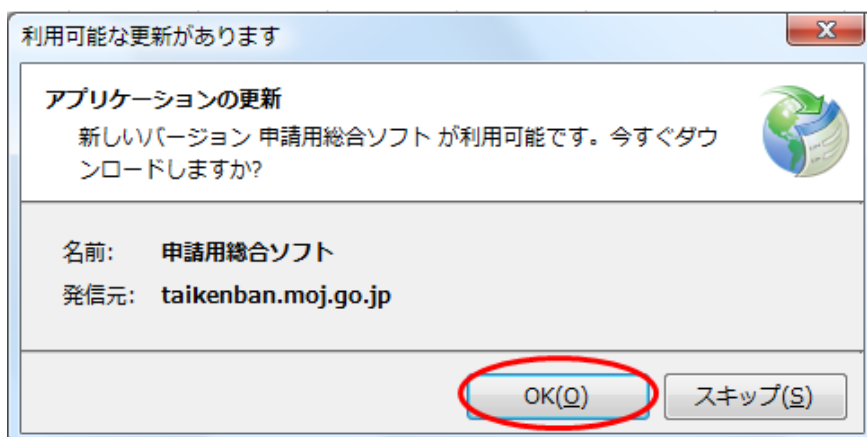 利用可能な更新があります
アプリケーションの更新
新しいバージョン 申請用総合ソフト が利用可能です。今すぐダウ
ンロードしますか?
名前: 申請用総合ソフト
発信元: taikenban.moj.go.jp
OK(O) スキップ(S)